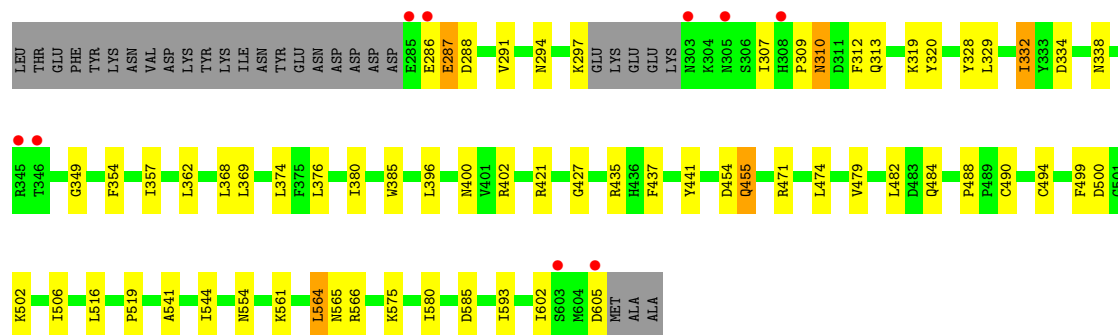 LEU THR GLU PHE TYR LYS ASN VAL ASP LYS TYR LYS ILE ASN TYR GLU ASN ASP ASP ASP ASP E285 E286 E287 D288 V291 N294 K297 GLU LYS GLU GLU LYS N303 K304 N305 S306 I307 H308 P309 N310 D311 F312 Q313 K319 Y320 Y328 L329 I332 Y333 D334 N338
R345 T346 G349 F354 I357 L362 L368 L369 L374 F375 L376 I380 W385 L396 N400 V401 R402 R421 G427 R435 H436 F437 Y441 D454 Q455 R471 L474 V479 L482 D483 Q484 P488 P489 C490 C494 F499 D500 G501
K502 I506 L516 P519 A541 I544 N554 K561 L564 N565 R566 K575 I580 D585 I593 I602 S603 M604 D605 MET ALA ALA